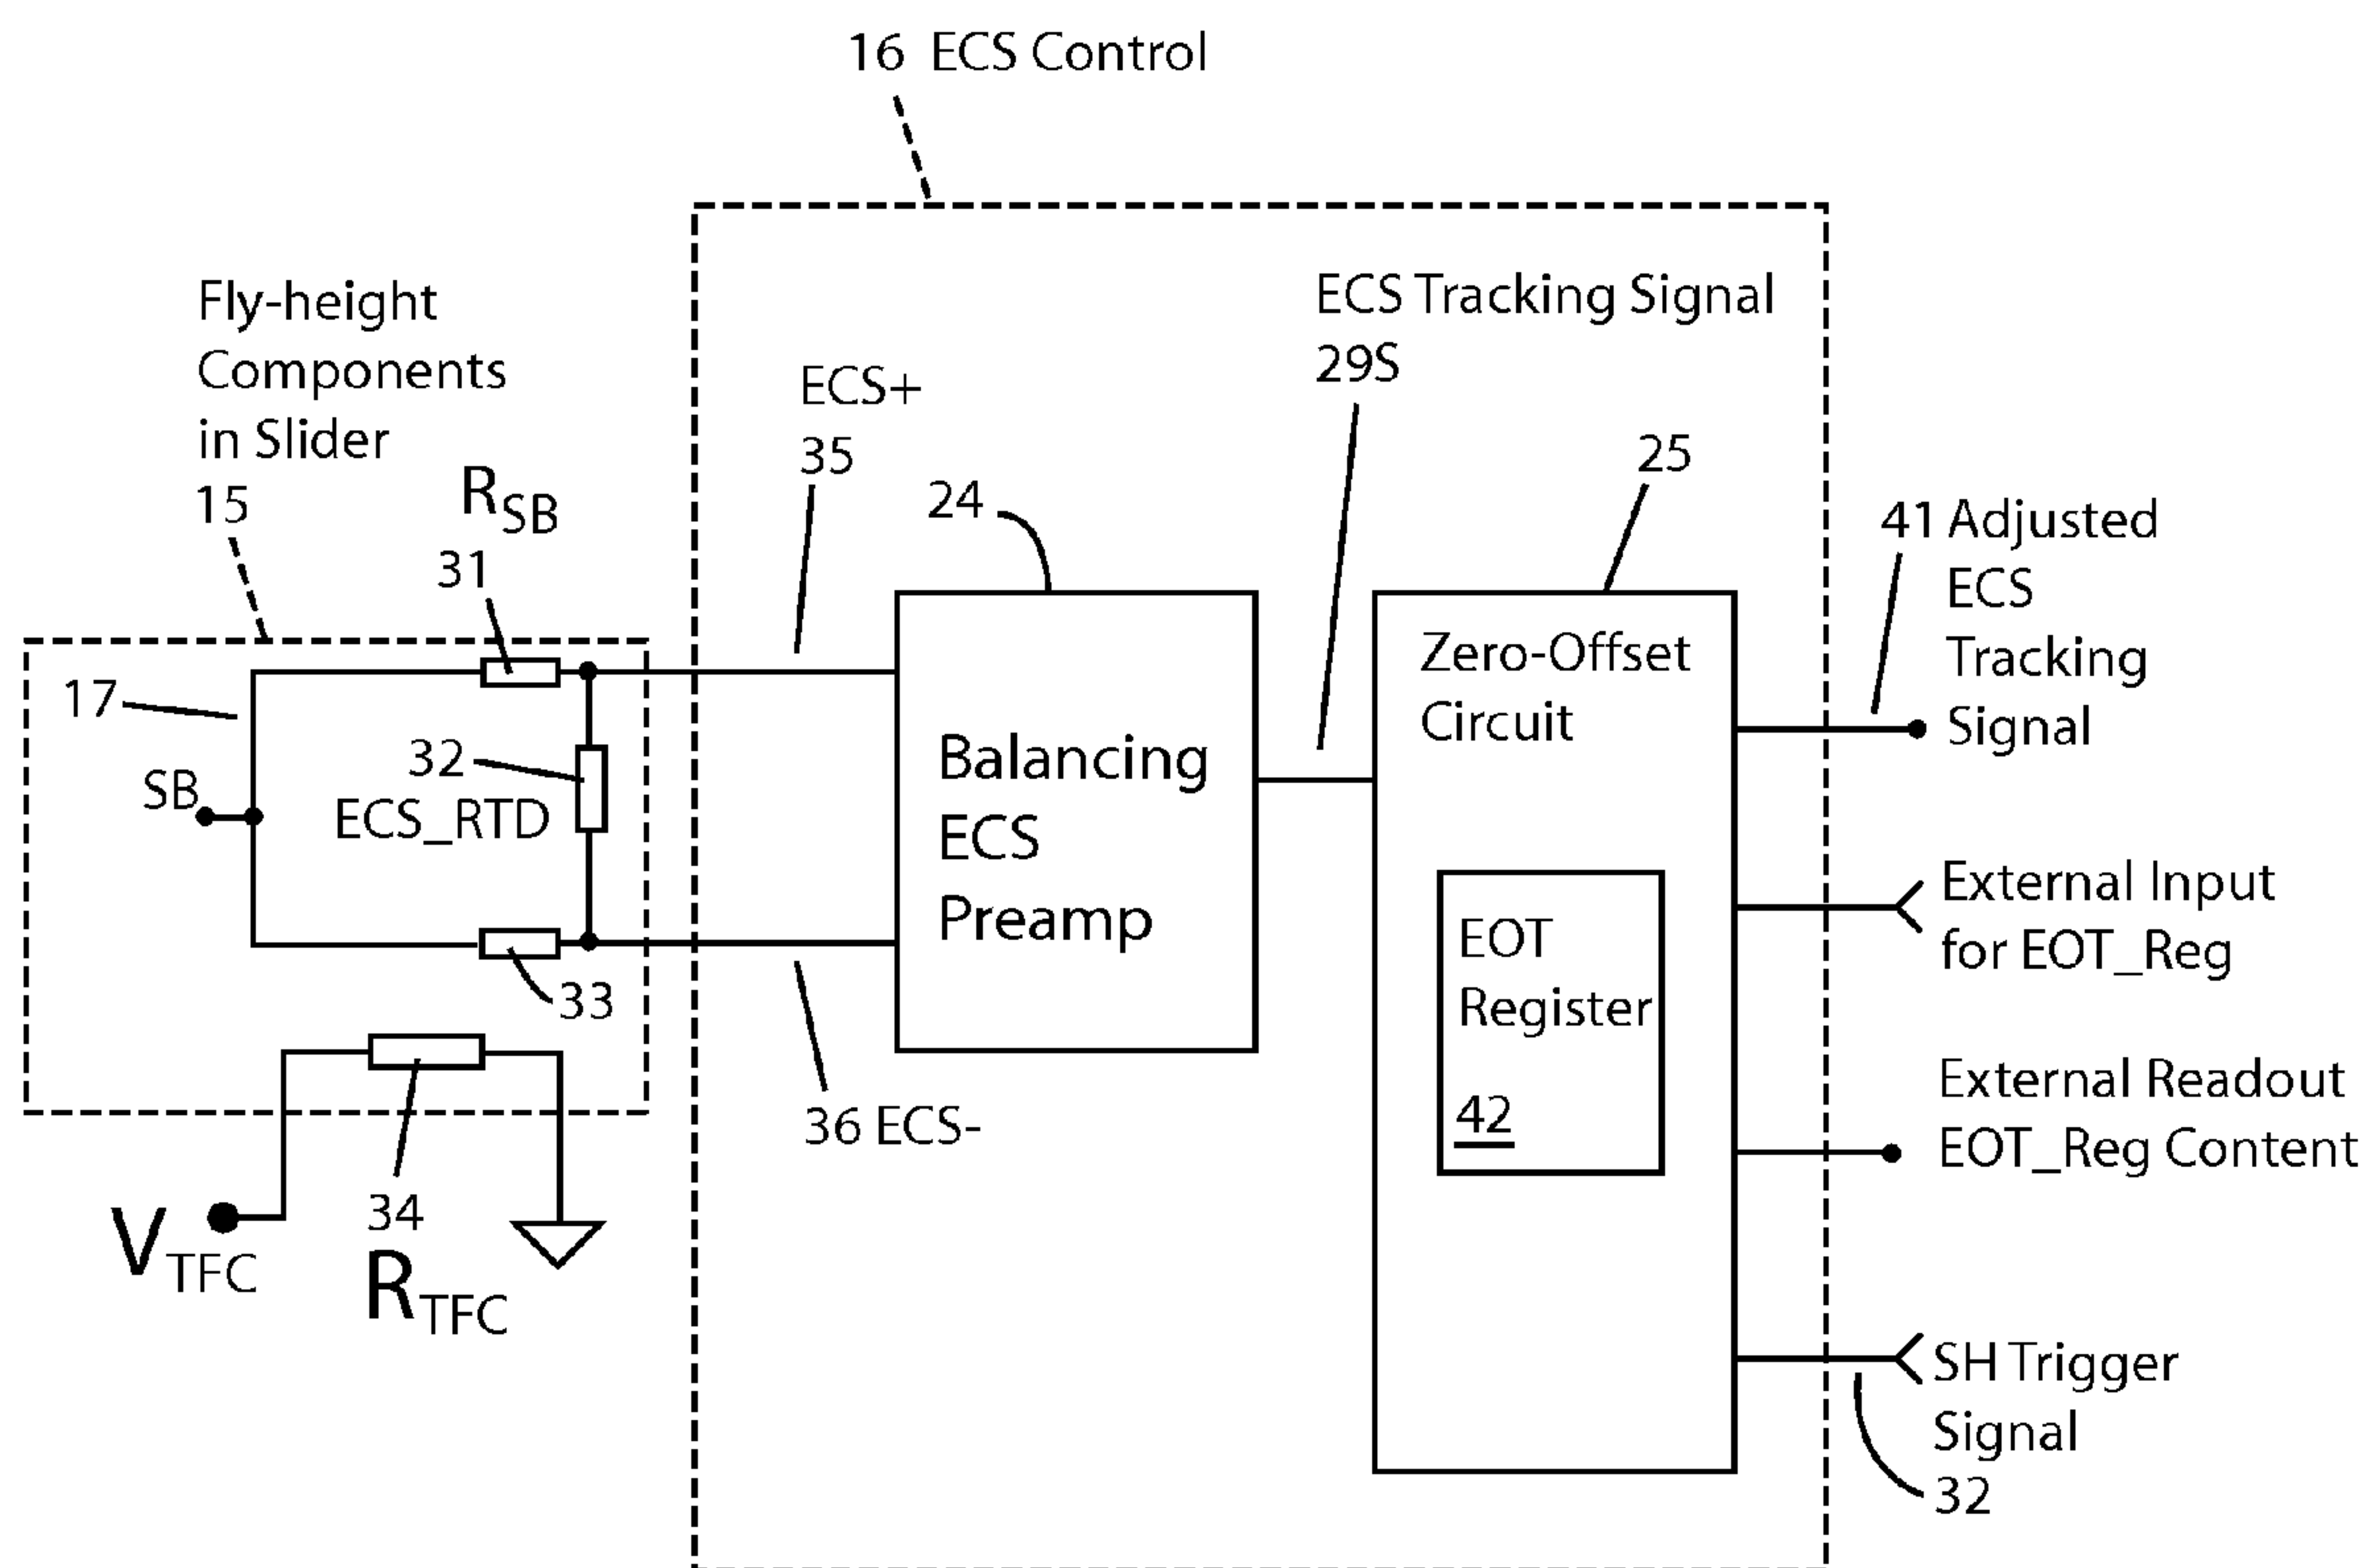 16 ECS Control
Fly-height
Components
in Slider
15
ECS Tracking Signal
29S
ECS+
35
24
25
RSB
31
41 Adjusted
ECS
Tracking
Signal
17
SB
32
ECS_RTD
33
Balancing
ECS
Preamp
Zero-Offset
Circuit
EOT
Register
42
External Input
for EOT_Reg
External Readout
EOT_Reg Content
36 ECS-
VTFC
34
RTFC
SH Trigger
Signal
32